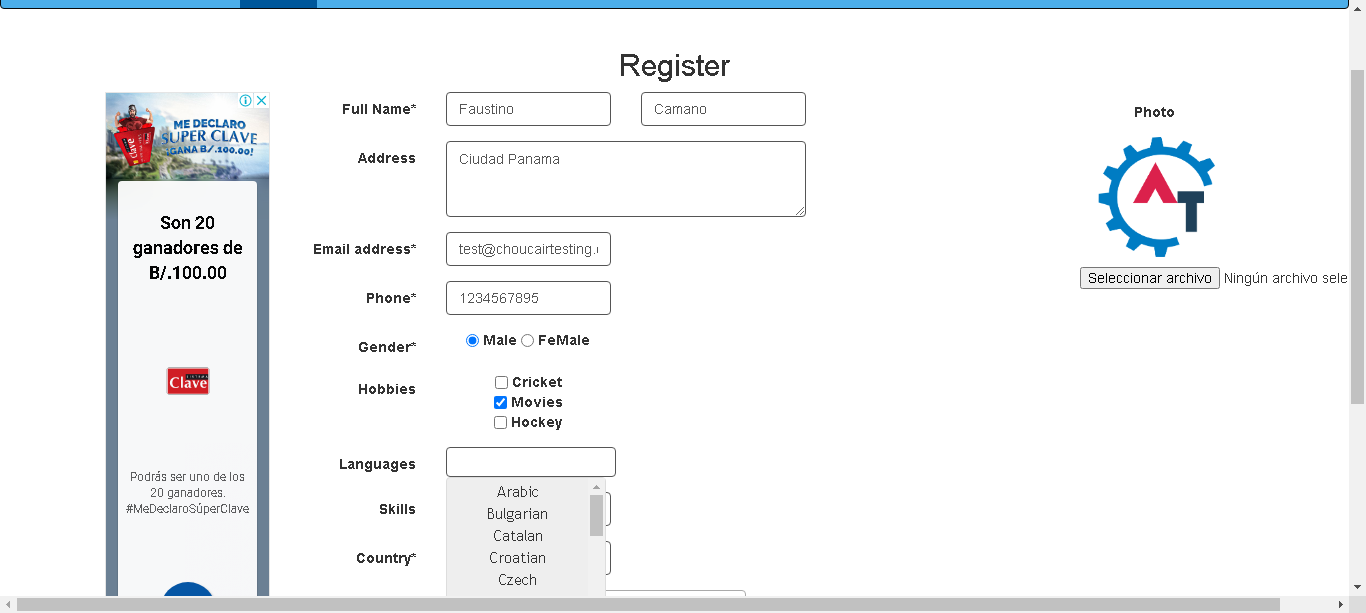 Register
ME DECLARO
SUPER CLAVE
¡GANA B/.100.00!
Clave
Son 20
ganadores de
B/.100.00
Clave
Podrás ser uno de los
20 ganadores.
#MeDeclaroSúperClave
Full Name* Faustino Camano
Address Ciudad Panama
Email address* test@choucairtesting.
Phone* 1234567895
Gender* Male FeMale
Hobbies Cricket
Movies
Hockey
Languages
Arabic
Skills
Bulgarian
Catalan
Country* Croatian
Czech
Photo
AT
Seleccionar archivo Ningún archivo sele